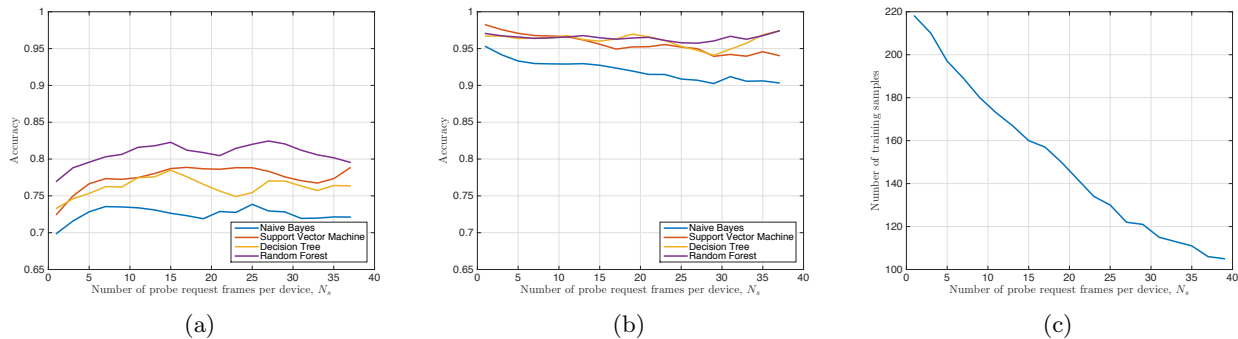 1
0.95
0.9
0.85
0.8
0.75
0.7
0.65
Accuracy
0 5 10 15 20 25 30 35 40
Number of probe request frames per device, Ns
Naive Bayes
Support Vector Machine
Decision Tree
Random Forest
(a)
1
0.95
0.9
0.85
0.8
0.75
0.7
0.65
Accuracy
0 5 10 15 20 25 30 35 40
Number of probe request frames per device, Ns
Naive Bayes
Support Vector Machine
Decision Tree
Random Forest
(b)
220
200
180
160
140
120
100
Number of training samples
0 5 10 15 20 25 30 35 40
Number of probe request frames per device, Ns
(c)